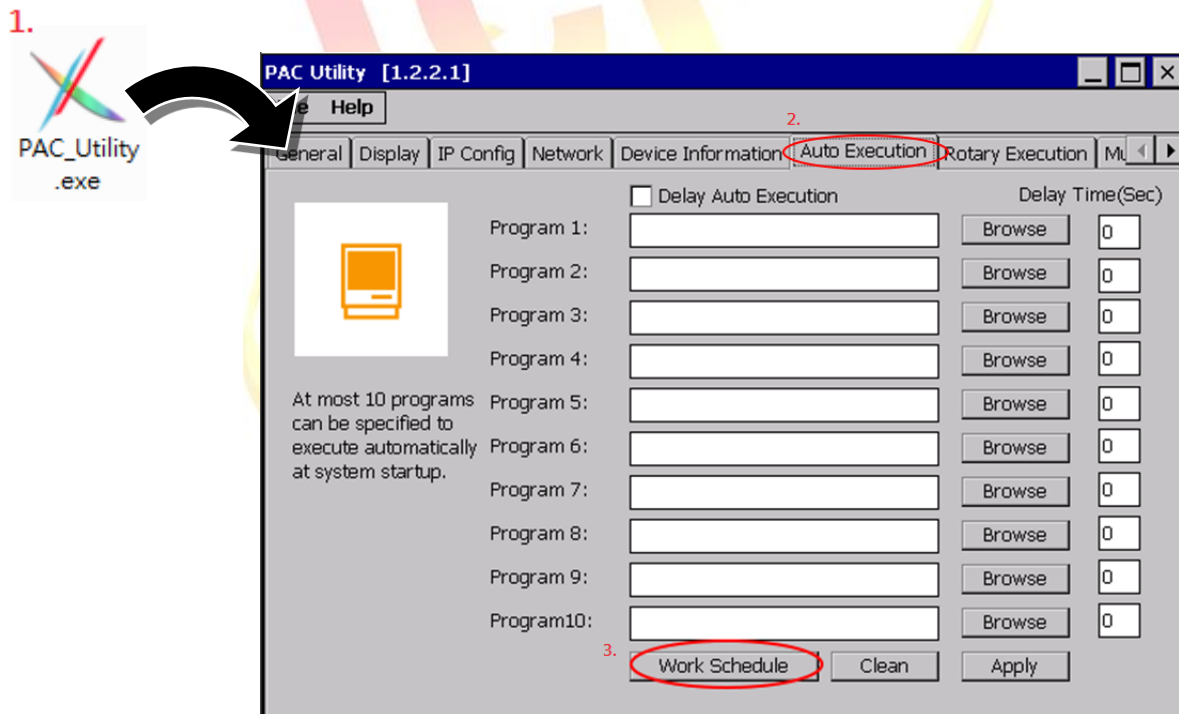 1.
PAC_Utility
.exe
PAC Utility [1.2.2.1]
e Help
2.
General Display IP Config Network Device Information Auto Execution Rotary Execution
Delay Auto Execution Delay Time(Sec)
Program 1: Browse 0
Program 2: Browse 0
Program 3: Browse 0
Program 4: Browse 0
At most 10 programs
can be specified to
execute automatically
at system startup.
Program 5: Browse 0
Program 6: Browse 0
Program 7: Browse 0
Program 8: Browse 0
Program 9: Browse 0
Program10: Browse 0
3.
Work Schedule Clean Apply